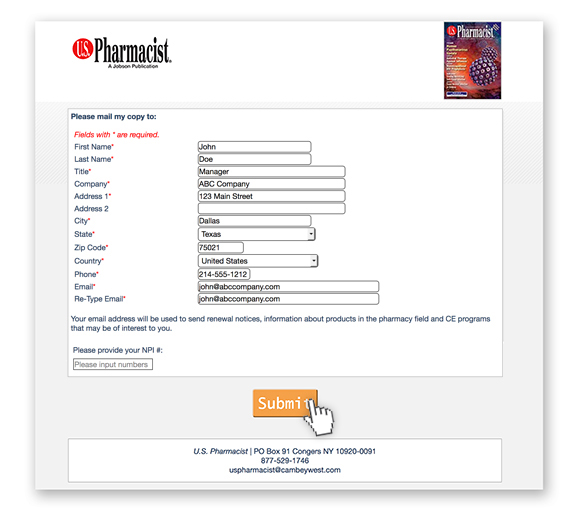 U.S. Pharmacist.
A Jobson Publication
U.S. Pharmacist
Please mail my copy to:
Fields with * are required.
First Name* John
Last Name* Doe
Title* Manager
Company* ABC Company
Address 1* 123 Main Street
Address 2
City* Dallas
State* Texas
Zip Code* 75021
Country* United States
Phone* 214-555-1212
Email* john@abccompany.com
Re-Type Email* john@abccompany.com
Your email address will be used to send renewal notices, information about products in the pharmacy field and CE programs
that may be of interest to you.
Please provide your NPI #:
Please input numbers
Submit
U.S. Pharmacist | PO Box 91 Congers NY 10920-0091
877-529-1746
uspharmacist@cambeywest.com